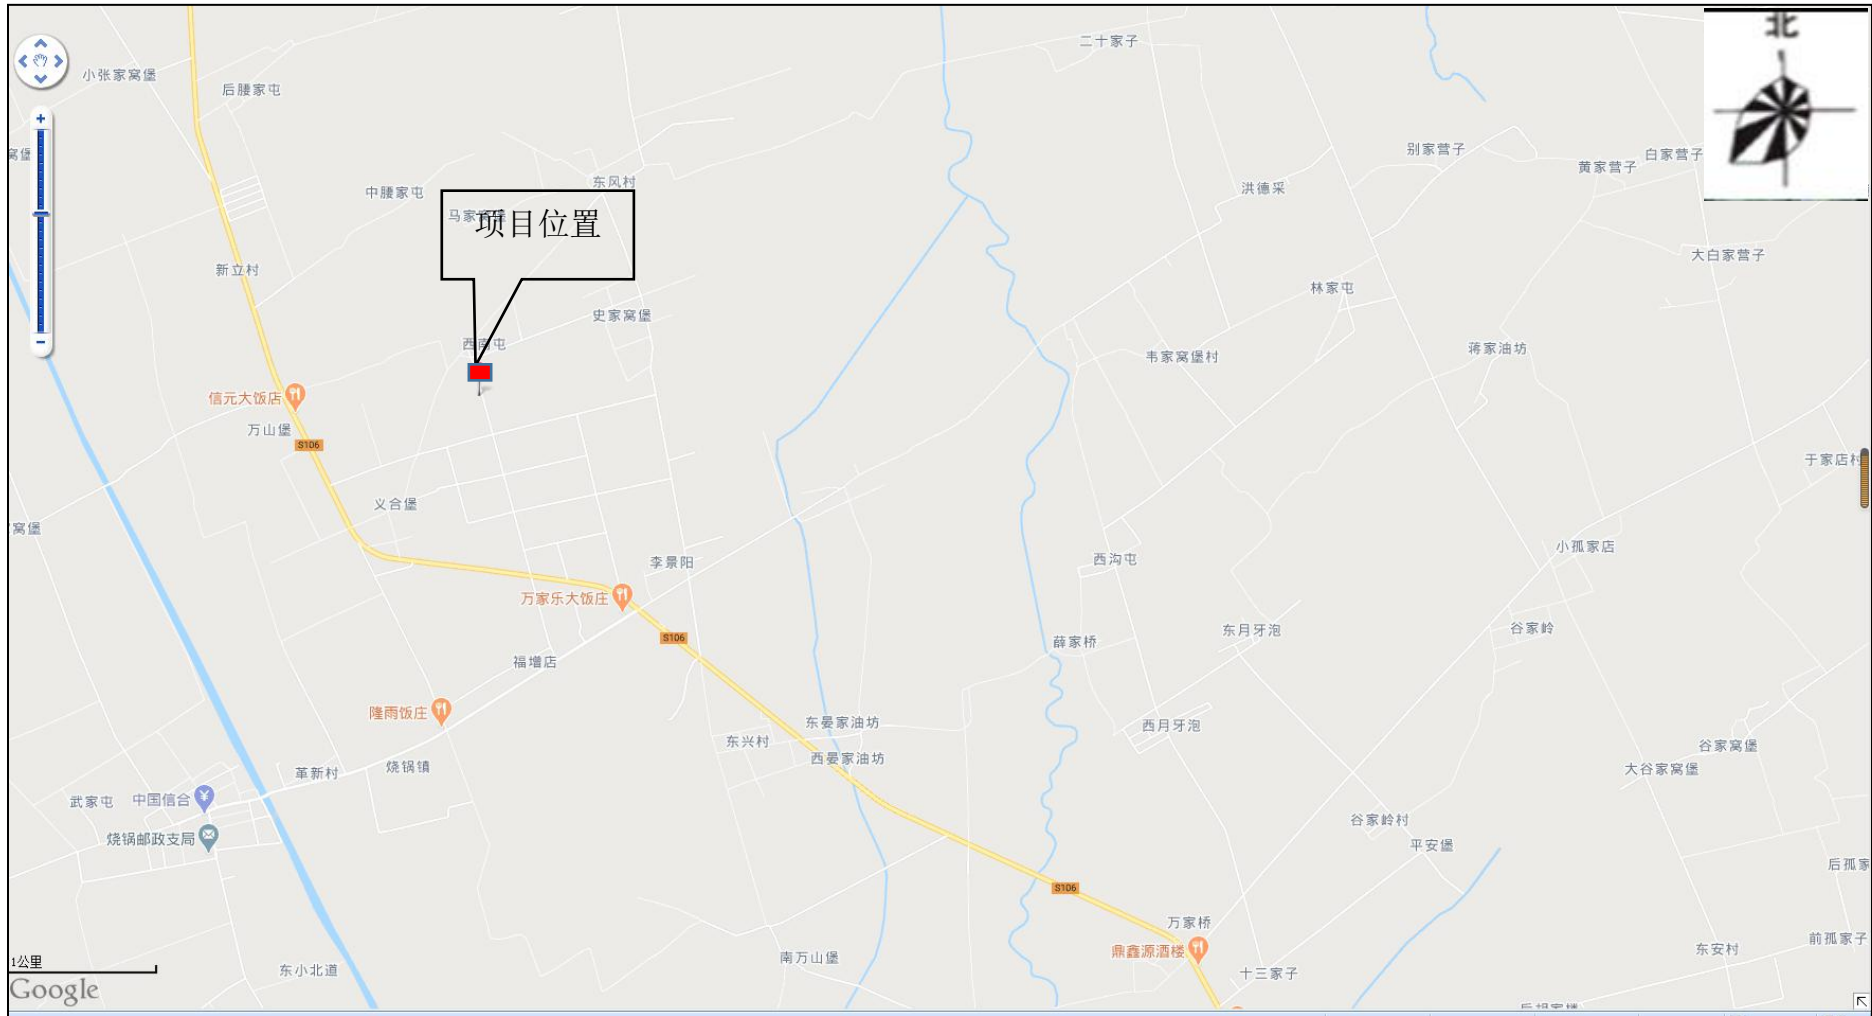 北
二十家子
小张家窝堡
后腰家屯
窝堡
别家营子
白家营子
黄家营子
中腰家屯
东风村
洪德采
马家窝堡
项目位置
大白家营子
新立村
林家屯
史家窝堡
西南屯
蒋家油坊
韦家窝堡村
信元大饭店
万山堡
S106
于家店村
义合堡
窝堡
李景阳
西沟屯
小孤家店
万家乐大饭庄
S106
薛家桥
东月牙泡
谷家岭
福增店
隆雨饭庄
东晏家油坊
西月牙泡
东兴村
西晏家油坊
谷家窝堡
革新村
烧锅镇
大谷家窝堡
武家屯
中国信合
谷家岭村
烧锅邮政支局
平安堡
后孤家
S106
万家桥
前孤家子
鼎鑫源酒楼
东安村
南万山堡
1公里
东小北道
十三家子
Google